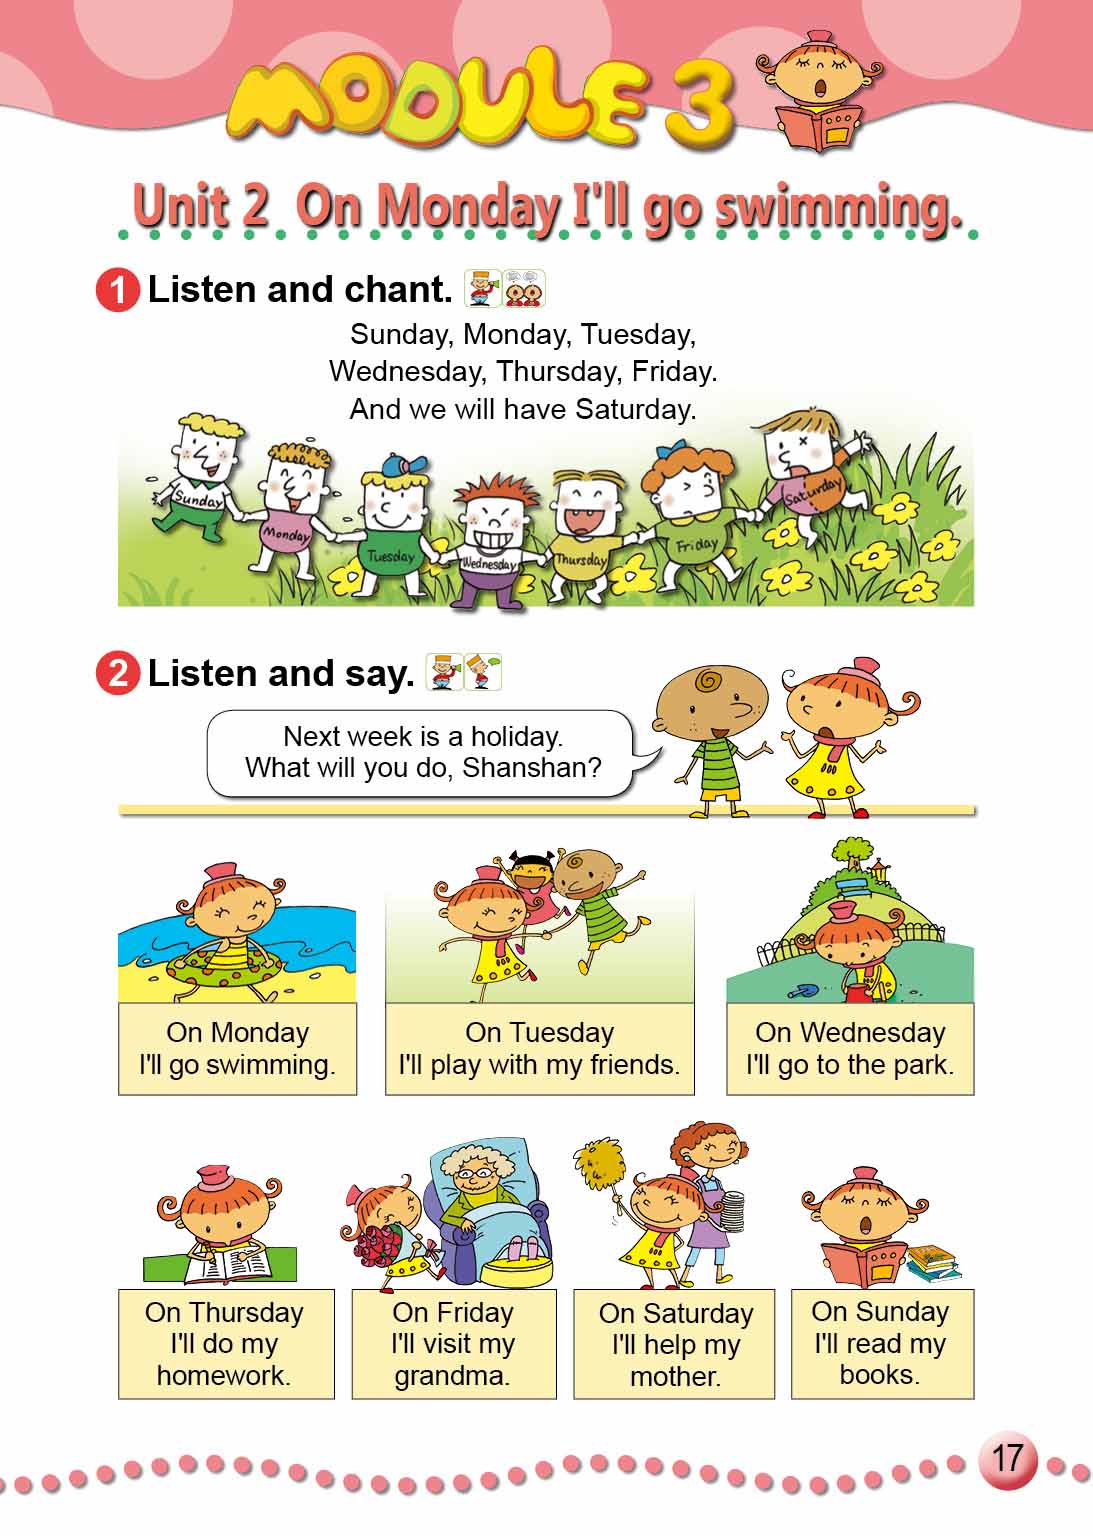 MODULE 3
Unit 2 On Monday I'll go swimming.
1 Listen and chant.
Sunday, Monday, Tuesday,
Wednesday, Thursday, Friday.
And we will have Saturday.
Sunday
Monday
Tuesday
Wednesday
Thursday
Friday
Saturday
2 Listen and say.
Next week is a holiday.
What will you do, Shanshan?
On Monday
I'll go swimming.
On Tuesday
I'll play with my friends.
On Wednesday
I'll go to the park.
On Thursday
I'll do my
homework.
On Friday
I'll visit my
grandma.
On Saturday
I'll help my
mother.
On Sunday
I'll read my
books.
17